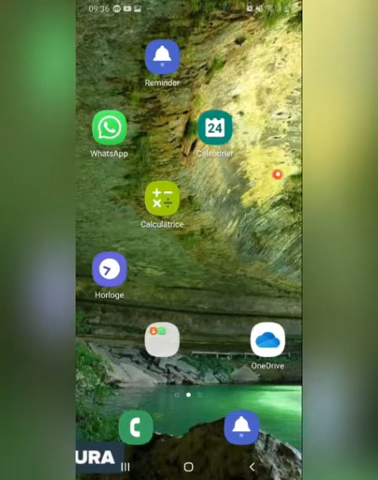 09:36
Reminder
WhatsApp
24
Calendrier
Calculatrice
Horloge
OneDrive
URA